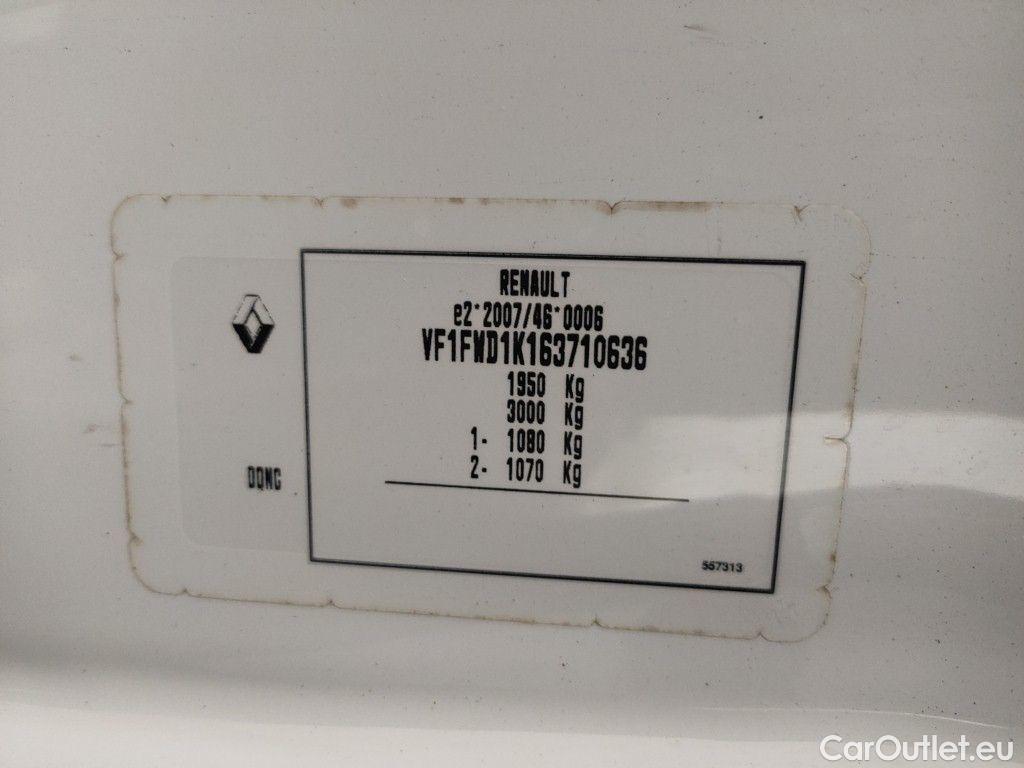 RENAULT
e2*2007/46*0006
VF1FWD1K163710636
1950 Kg
3000 Kg
1- 1080 Kg
2- 1070 Kg
DQNC
557313
CarOutlet.eu